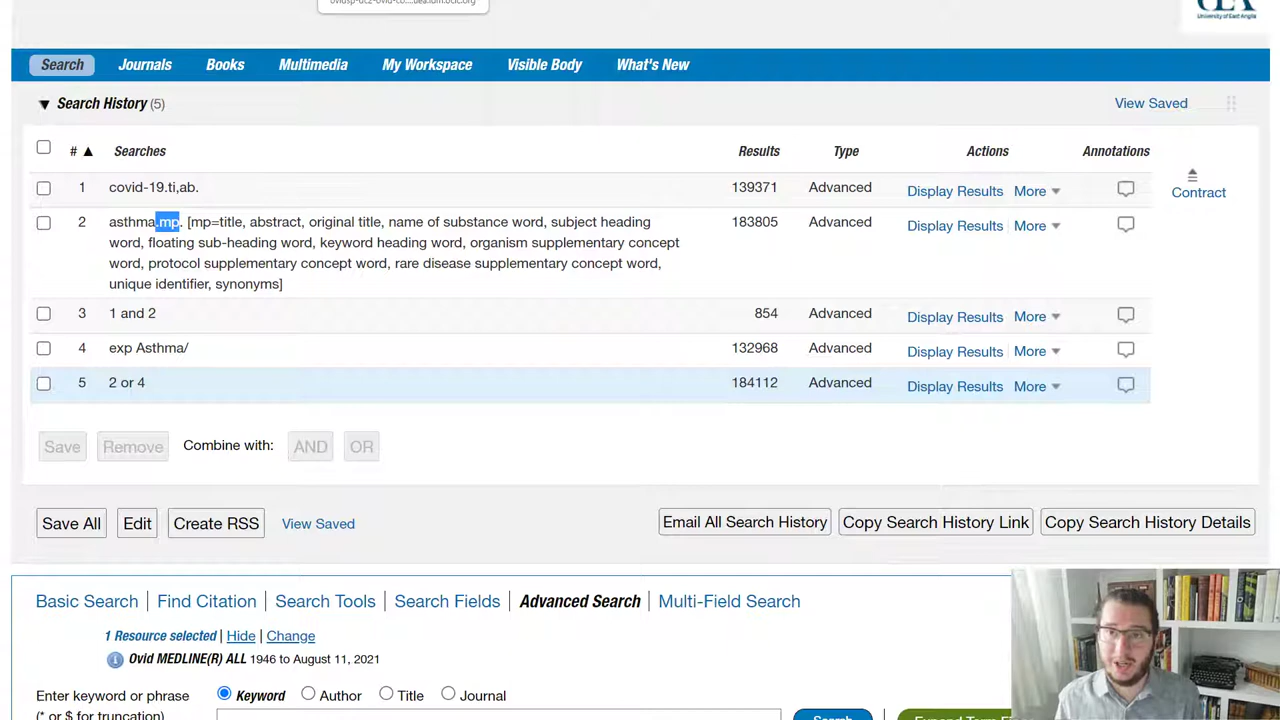 University of East Anglia
Search Journals Books Multimedia My Workspace Visible Body What's New
▼ Search History (5) View Saved
# ▲ Searches Results Type Actions Annotations
Contract
1 covid-19.ti,ab. 139371 Advanced Display Results More ▼
2 asthma.mp. [mp=title, abstract, original title, name of substance word, subject heading 183805 Advanced Display Results More ▼
word, floating sub-heading word, keyword heading word, organism supplementary concept
word, protocol supplementary concept word, rare disease supplementary concept word,
unique identifier, synonyms]
3 1 and 2 854 Advanced Display Results More ▼
4 exp Asthma/ 132968 Advanced Display Results More ▼
5 2 or 4 184112 Advanced Display Results More ▼
Save Remove Combine with: AND OR
Save All Edit Create RSS View Saved Email All Search History Copy Search History Link Copy Search History Details
Basic Search | Find Citation | Search Tools | Search Fields | Advanced Search | Multi-Field Search
1 Resource selected | Hide | Change
Ovid MEDLINE(R) ALL 1946 to August 11, 2021
Enter keyword or phrase Keyword Author Title Journal
(* or $ for truncation) Search